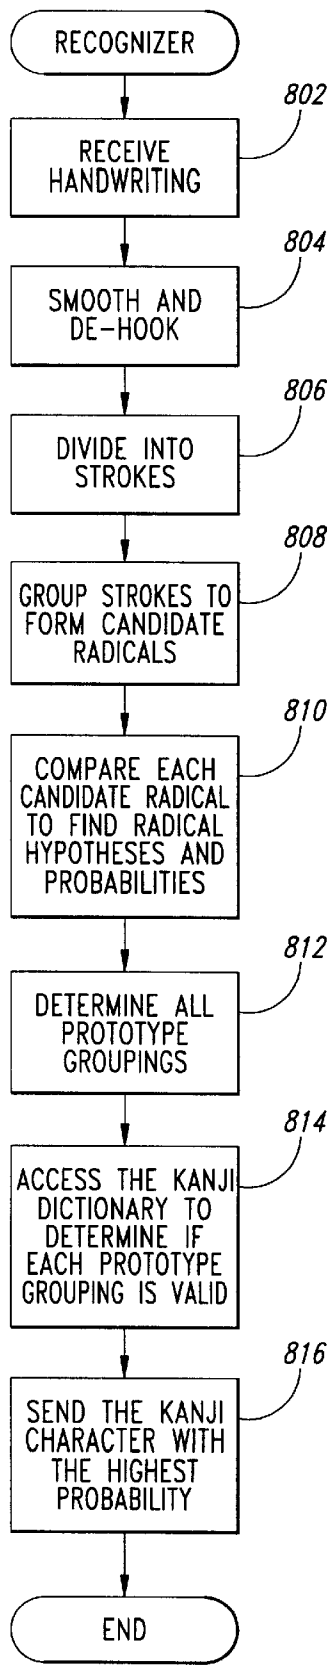 RECOGNIZER
802
RECEIVE
HANDWRITING
804
SMOOTH AND
DE-HOOK
806
DIVIDE INTO
STROKES
808
GROUP STROKES TO
FORM CANDIDATE
RADICALS
810
COMPARE EACH
CANDIDATE RADICAL
TO FIND RADICAL
HYPOTHESES AND
PROBABILITIES
812
DETERMINE ALL
PROTOTYPE
GROUPINGS
814
ACCESS THE KANJI
DICTIONARY TO
DETERMINE IF
EACH PROTOTYPE
GROUPING IS VALID
816
SEND THE KANJI
CHARACTER WITH
THE HIGHEST
PROBABILITY
END